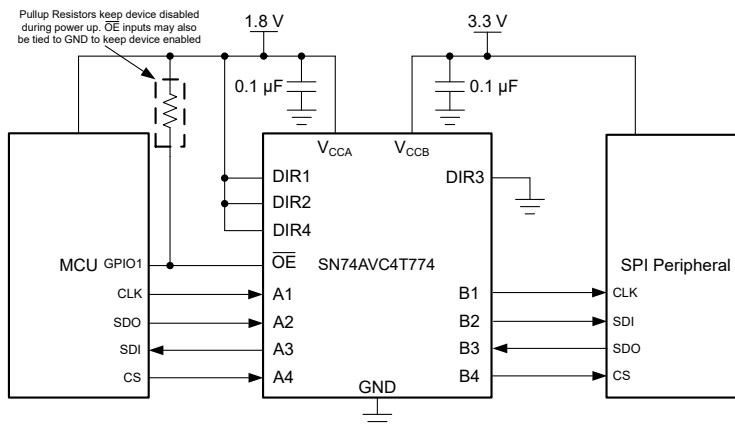 Pullup Resistors keep device disabled
during power up. OE inputs may also
be tied to GND to keep device enabled
1.8 V
3.3 V
0.1 µF
0.1 µF
VCCA
VCCB
DIR1
DIR2
DIR4
DIR3
MCU
GPIO1
OE
SN74AVC4T774
SPI Peripheral
CLK
A1
B1
CLK
SDO
A2
B2
SDI
SDI
A3
B3
SDO
CS
A4
B4
CS
GND